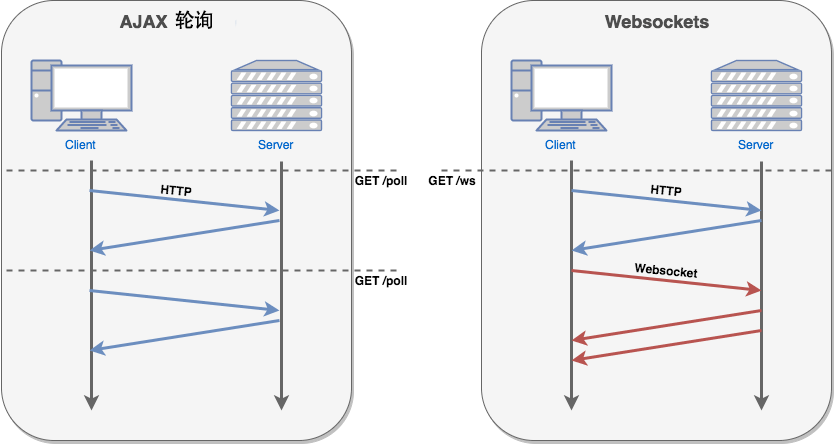 AJAX 轮询
Client
Server
GET /poll
HTTP
GET /poll
Websockets
Client
Server
GET /ws
HTTP
Websocket